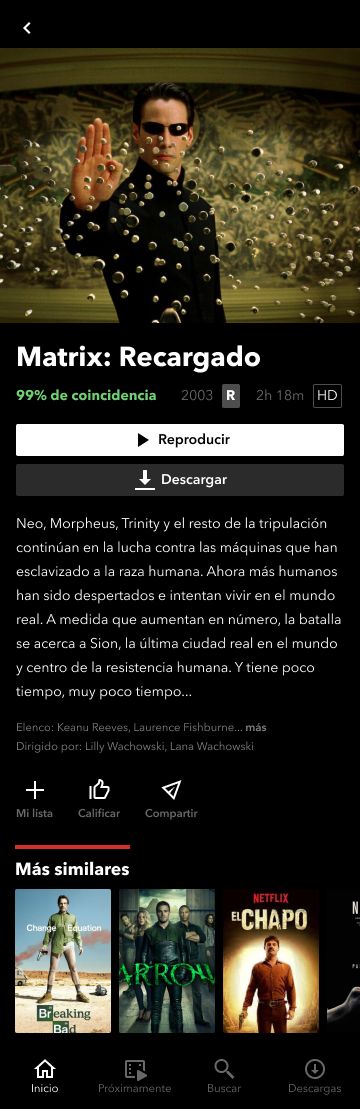 Matrix: Recargado
99% de coincidencia 2003 R 2h 18m HD
Reproducir
Descargar
Neo, Morpheus, Trinity y el resto de la tripulación
continúan en la lucha contra las máquinas que han
esclavizado a la raza humana. Ahora más humanos
han sido despertados e intentan vivir en el mundo
real. A medida que aumentan en número, la batalla
se acerca a Sion, la última ciudad real en el mundo
y centro de la resistencia humana. Y tiene poco
tiempo, muy poco tiempo...
Elenco: Keanu Reeves, Laurence Fishburne... más
Dirigido por: Lilly Wachowski, Lana Wachowski
Mi lista Calificar Compartir
Más similares
Change Equation
Breaking
Bad
ARROW
NETFLIX
EL CHAPO
Inicio Próximamente Buscar Descargas